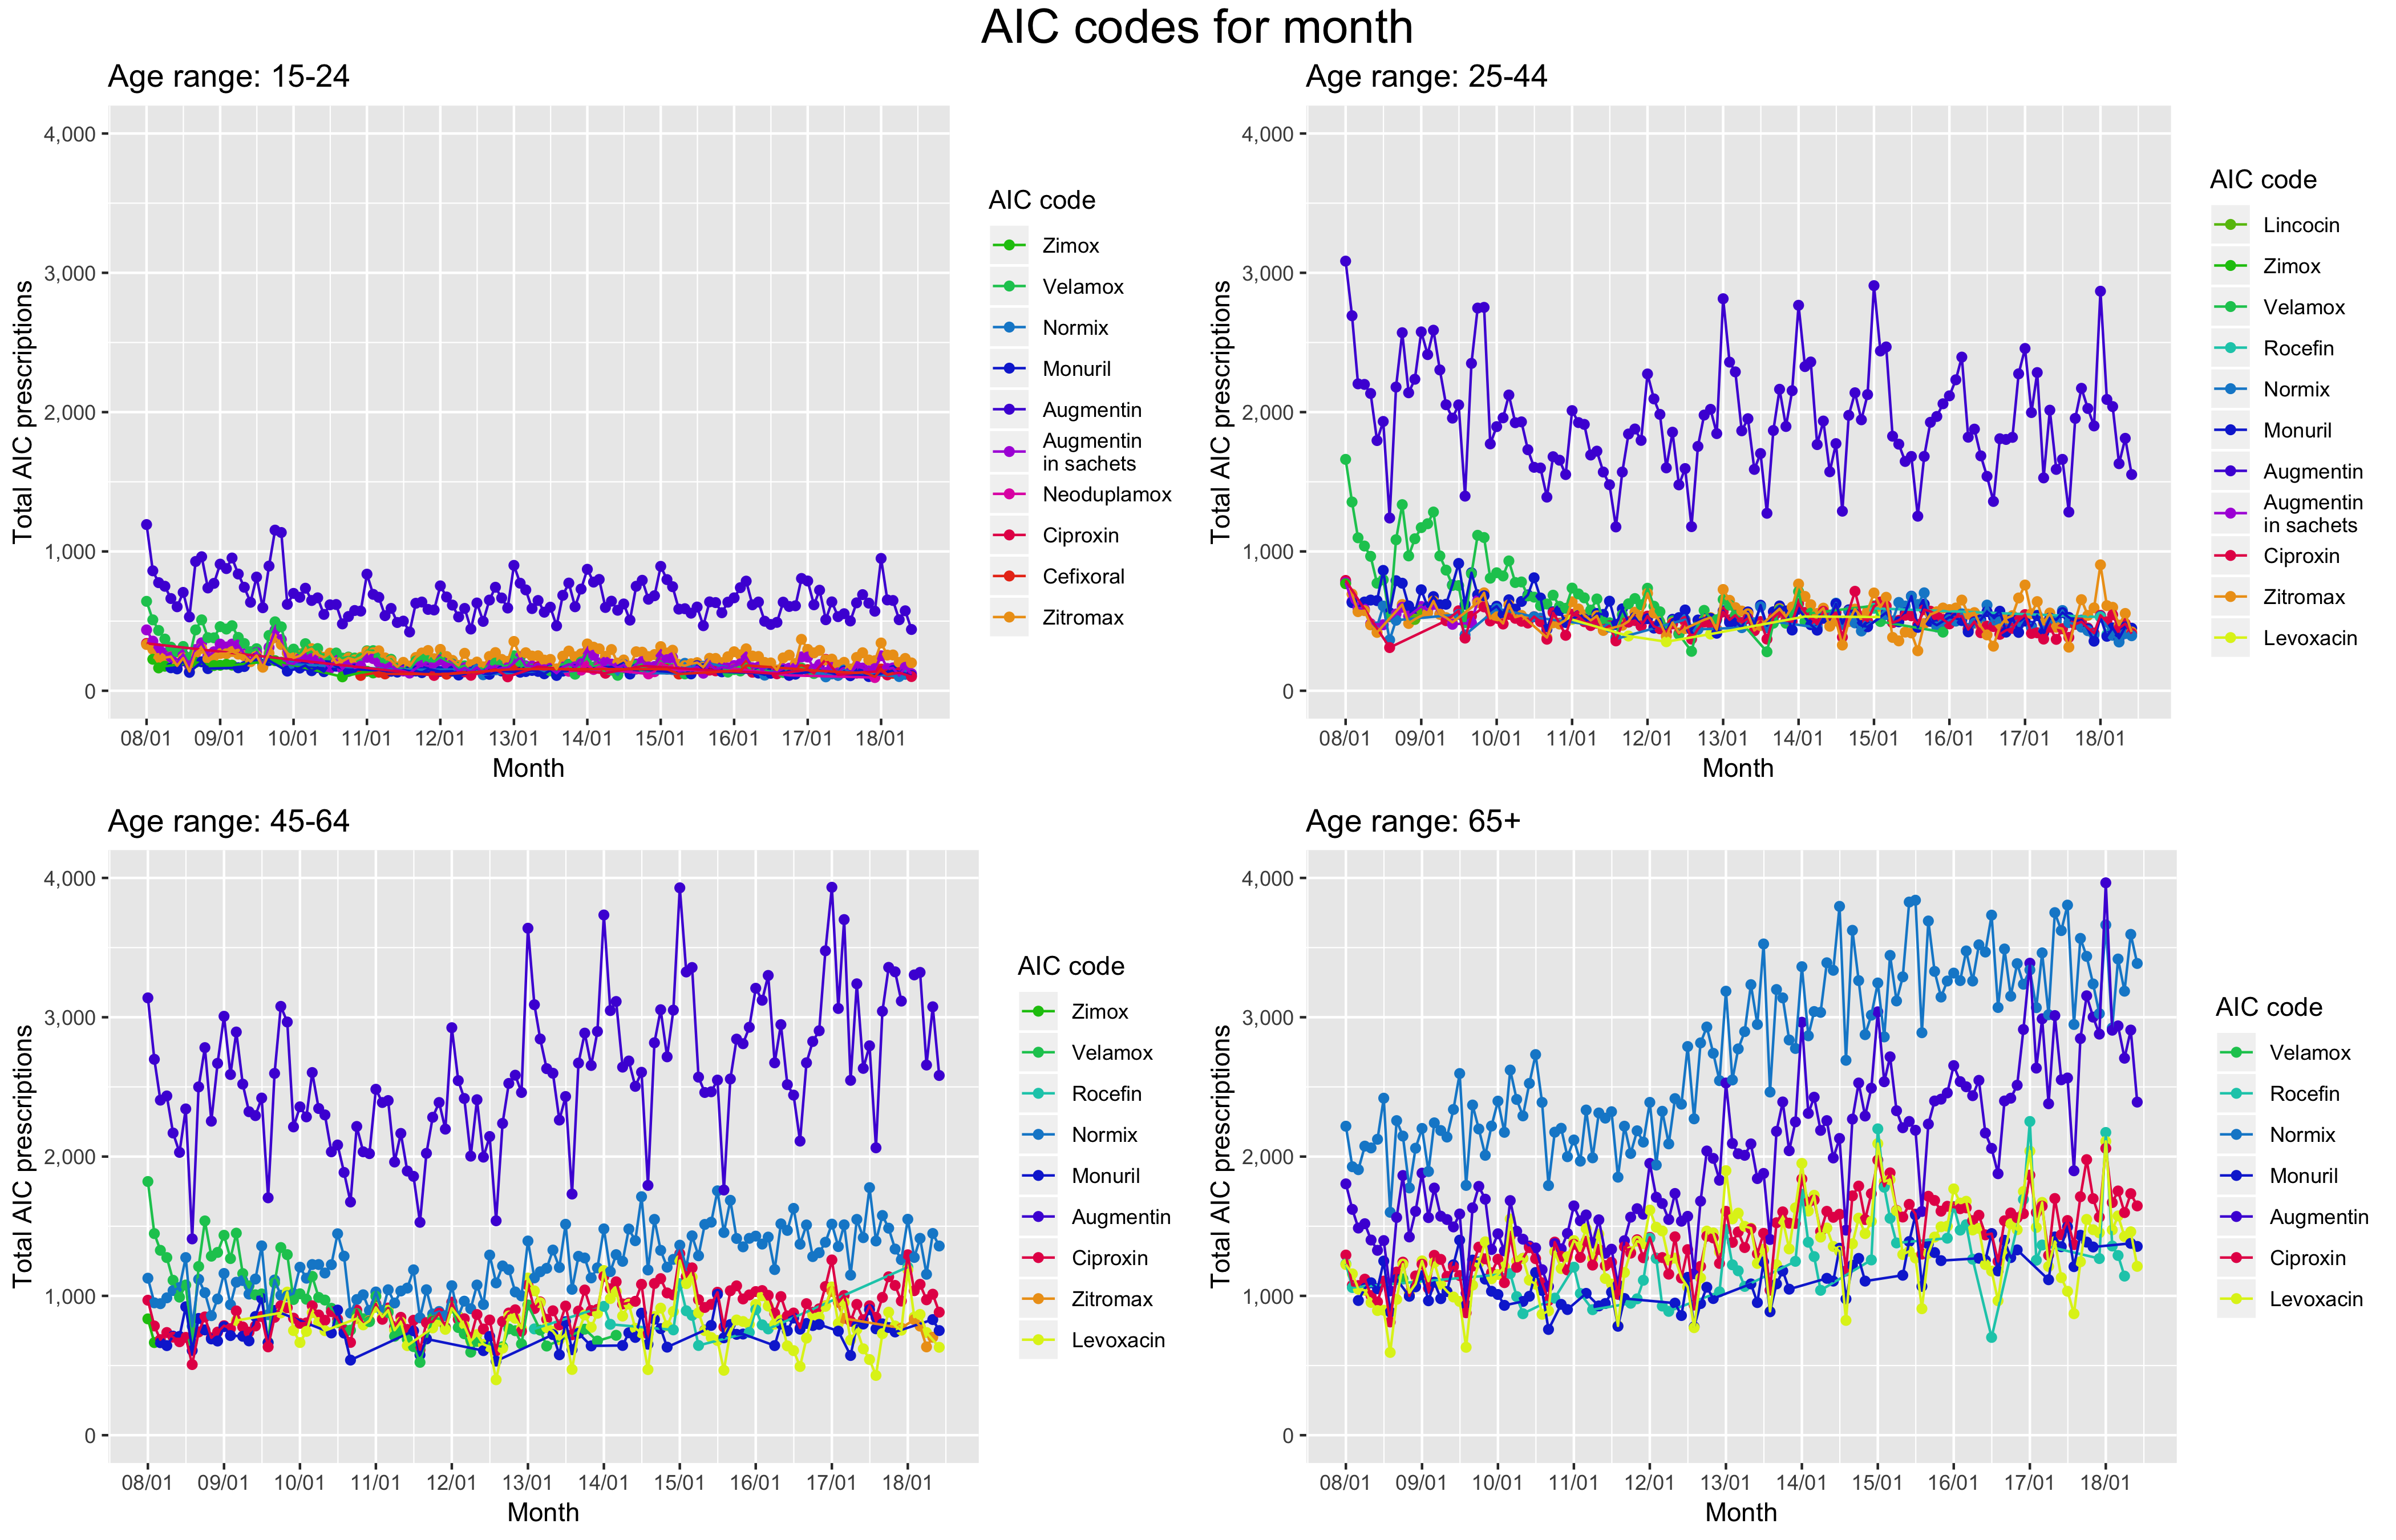 AIC codes for month
Age range: 15-24
4,000
3,000
2,000
1,000
0
Total AIC prescriptions
08/01 09/01 10/01 11/01 12/01 13/01 14/01 15/01 16/01 17/01 18/01
Month
AIC code
Zimox
Velamox
Normix
Monuril
Augmentin
Augmentin
in sachets
Neoduplamox
Ciproxin
Cefixoral
Zitromax
Age range: 25-44
4,000
3,000
2,000
1,000
0
Total AIC prescriptions
08/01 09/01 10/01 11/01 12/01 13/01 14/01 15/01 16/01 17/01 18/01
Month
AIC code
Lincocin
Zimox
Velamox
Rocefin
Normix
Monuril
Augmentin
Augmentin
in sachets
Ciproxin
Zitromax
Levoxacin
Age range: 45-64
4,000
3,000
2,000
1,000
0
Total AIC prescriptions
08/01 09/01 10/01 11/01 12/01 13/01 14/01 15/01 16/01 17/01 18/01
Month
AIC code
Zimox
Velamox
Rocefin
Normix
Monuril
Augmentin
Ciproxin
Zitromax
Levoxacin
Age range: 65+
4,000
3,000
2,000
1,000
0
Total AIC prescriptions
08/01 09/01 10/01 11/01 12/01 13/01 14/01 15/01 16/01 17/01 18/01
Month
AIC code
Velamox
Rocefin
Normix
Monuril
Augmentin
Ciproxin
Levoxacin